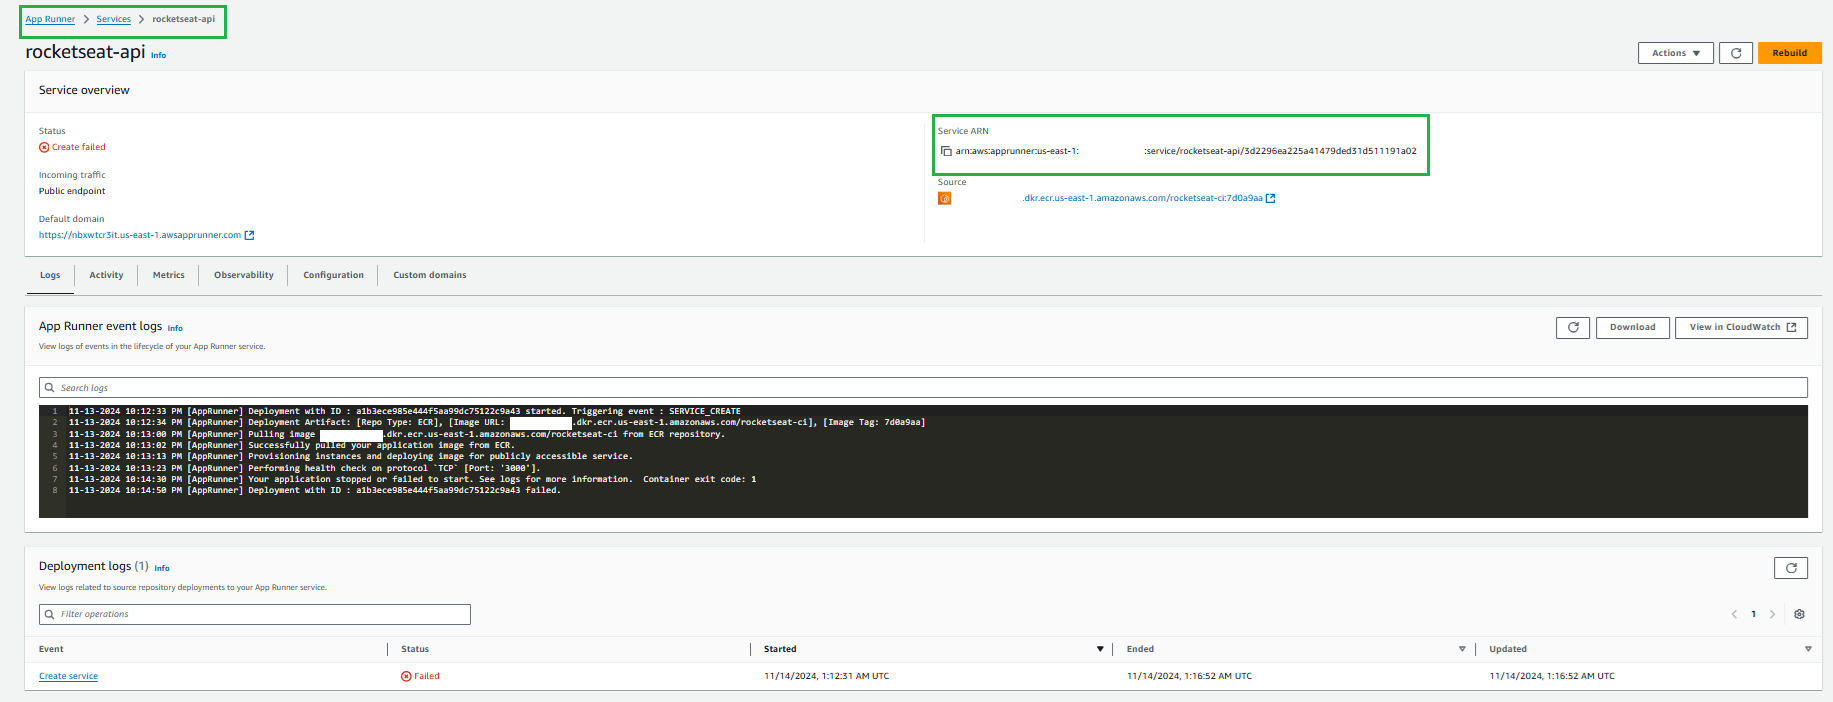 App Runner > Services > rocketseat-api
rocketseat-api Info
Actions Rebuild
Service overview
Status
Create failed
Incoming traffic
Public endpoint
Default domain
https://nbxwtcr3it.us-east-1.awsapprunner.com
Service ARN
arn:aws:apprunner:us-east-1: :service/rocketseat-api/3d2296ea225a41479ded31d511191a02
Source
.dkr.ecr.us-east-1.amazonaws.com/rocketseat-ci:7d0a9aa
Logs Activity Metrics Observability Configuration Custom domains
App Runner event logs Info
View logs of events in the lifecycle of your App Runner service.
Download View in CloudWatch
Search logs
1 11-13-2024 10:12:33 PM [AppRunner] Deployment with ID : a1b3ece985e444f5aa99dc75122c9a43 started. Triggering event : SERVICE_CREATE
2 11-13-2024 10:12:34 PM [AppRunner] Deployment Artifact: [Repo Type: ECR], [Image URL: .dkr.ecr.us-east-1.amazonaws.com/rocketseat-ci], [Image Tag: 7d0a9aa]
3 11-13-2024 10:13:00 PM [AppRunner] Pulling image .dkr.ecr.us-east-1.amazonaws.com/rocketseat-ci from ECR repository.
4 11-13-2024 10:13:02 PM [AppRunner] Successfully pulled your application image from ECR.
5 11-13-2024 10:13:13 PM [AppRunner] Provisioning instances and deploying image for publicly accessible service.
6 11-13-2024 10:13:23 PM [AppRunner] Performing health check on protocol `TCP` [Port: '3000'].
7 11-13-2024 10:14:30 PM [AppRunner] Your application stopped or failed to start. See logs for more information. Container exit code: 1
8 11-13-2024 10:14:50 PM [AppRunner] Deployment with ID : a1b3ece985e444f5aa99dc75122c9a43 failed.
Deployment logs (1) Info
View logs related to source repository deployments to your App Runner service.
Filter operations
1
Event Status Started Ended Updated
Create service Failed 11/14/2024, 1:12:31 AM UTC 11/14/2024, 1:16:52 AM UTC 11/14/2024, 1:16:52 AM UTC